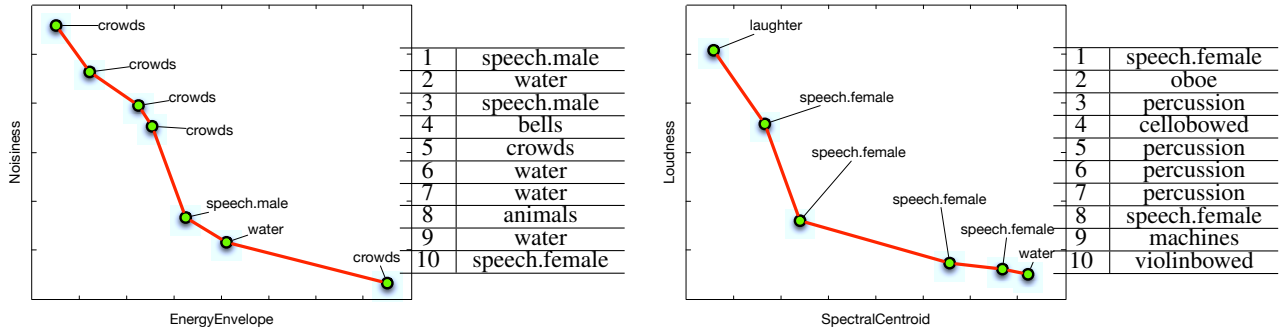 crowds
crowds
crowds
crowds
speech.male
water
crowds
Noisiness
EnergyEnvelope
1 speech.male
2 water
3 speech.male
4 bells
5 crowds
6 water
7 water
8 animals
9 water
10 speech.female
laughter
speech.female
speech.female
speech.female
speech.female
water
Loudness
SpectralCentroid
1 speech.female
2 oboe
3 percussion
4 cellobowed
5 percussion
6 percussion
7 percussion
8 speech.female
9 machines
10 violinbowed